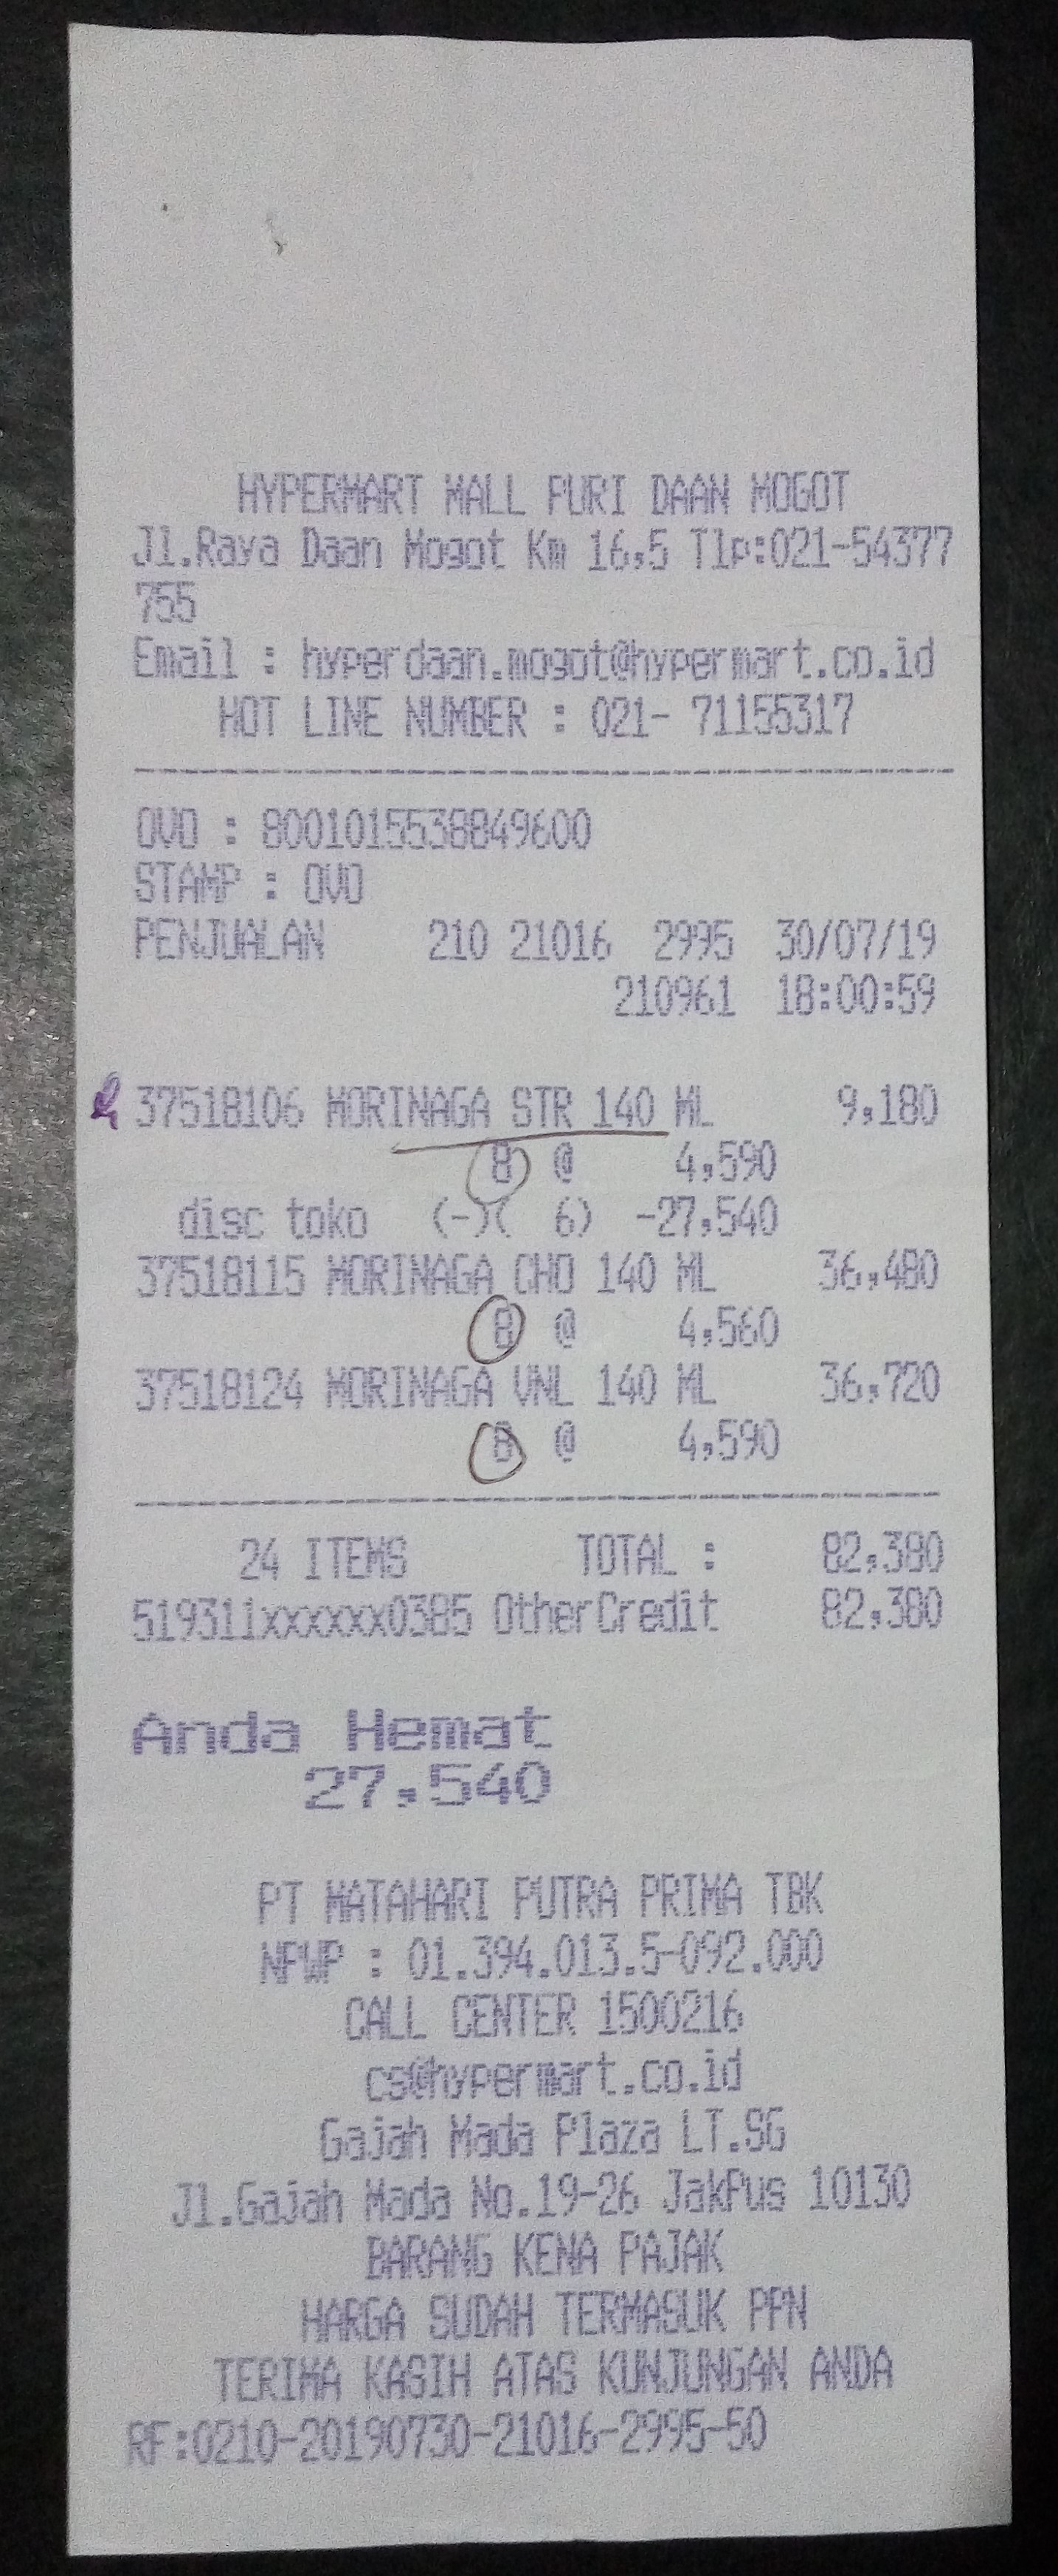 HYPERMART MALL PURI DAAN MOGOT
Jl.Raya Daan Mogot Km 16,5 Tlp:021-54377
755
Email : hyperdaan.mogot@hypermart.co.id
HOT LINE NUMBER : 021- 71155317
OVO : 8001015538849600
STAMP : OVO
PENJUALAN 210 21016 2995 30/07/19
210961 18:00:59
37518106 MORINAGA STR 140 ML 9,180
8 @ 4,590
disc toko (-)( 6) -27,540
37518115 MORINAGA CHO 140 ML 36,480
8 @ 4,560
37518124 MORINAGA VNL 140 ML 36,720
8 @ 4,590
24 ITEMS TOTAL : 82,380
519311xxxxxx0385 OtherCredit 82,380
Anda Hemat
27,540
PT MATAHARI PUTRA PRIMA TBK
NPWP : 01.394.013.5-092.000
CALL CENTER 1500216
cs@hypermart.co.id
Gajah Mada Plaza LT.SG
Jl.Gajah Mada No.19-26 JakPus 10130
BARANG KENA PAJAK
HARGA SUDAH TERMASUK PPN
TERIMA KASIH ATAS KUNJUNGAN ANDA
RF:0210-20190730-21016-2995-50